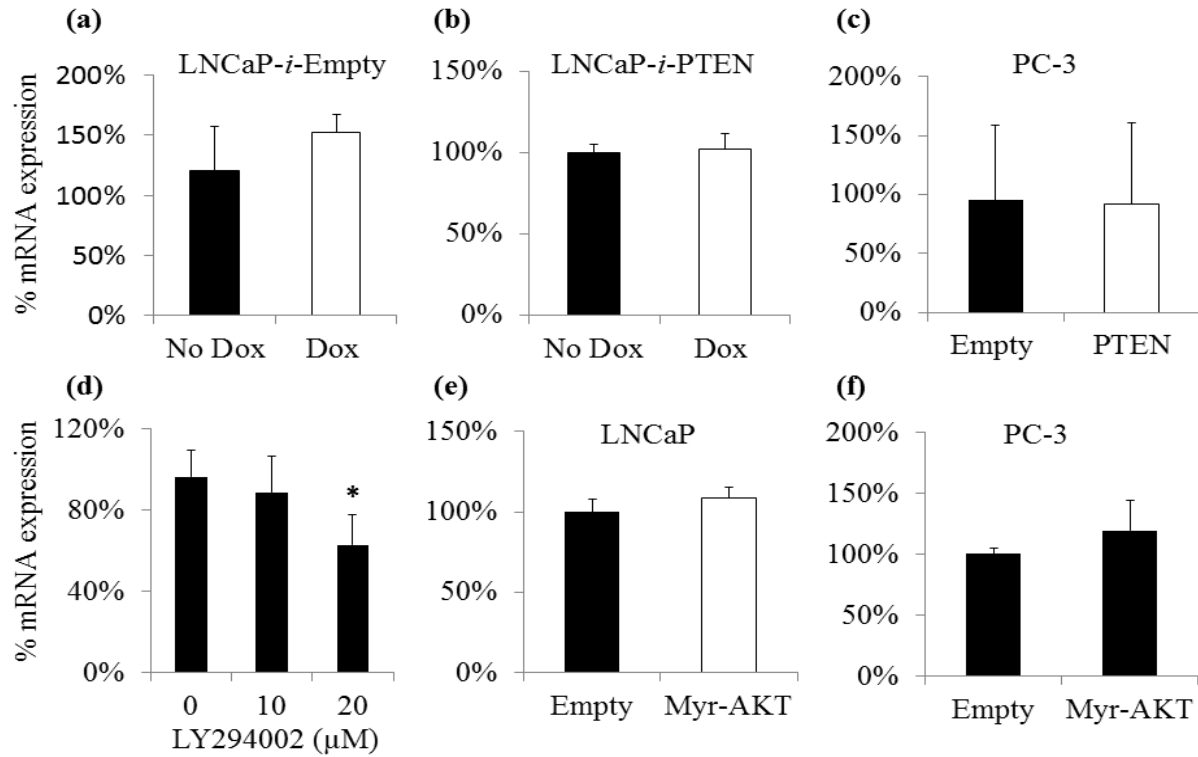 (a)
LNCaP-i-Empty
% mRNA expression
200%
150%
100%
50%
0%
No Dox Dox
(b)
LNCaP-i-PTEN
150%
100%
50%
0%
No Dox Dox
(c)
PC-3
200%
150%
100%
50%
0%
Empty PTEN
(d)
% mRNA expression
120%
80%
40%
0%
*
0 10 20
LY294002 (µM)
(e)
LNCaP
150%
100%
50%
0%
Empty Myr-AKT
(f)
PC-3
200%
150%
100%
50%
0%
Empty Myr-AKT